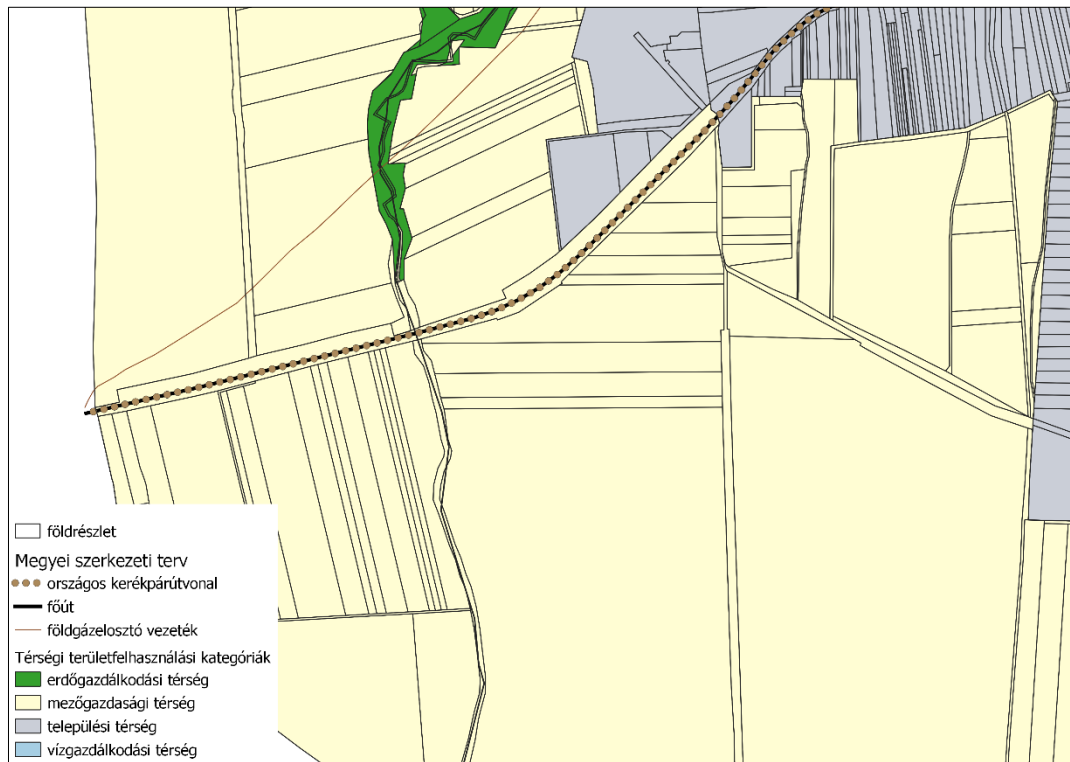 földrészlet
Megyei szerkezeti terv
országos kerékpárútvonal
főút
földgázelosztó vezeték
Térségi területfelhasználási kategóriák
erdőgazdálkodási térség
mezőgazdasági térség
települési térség
vízgazdálkodási térség